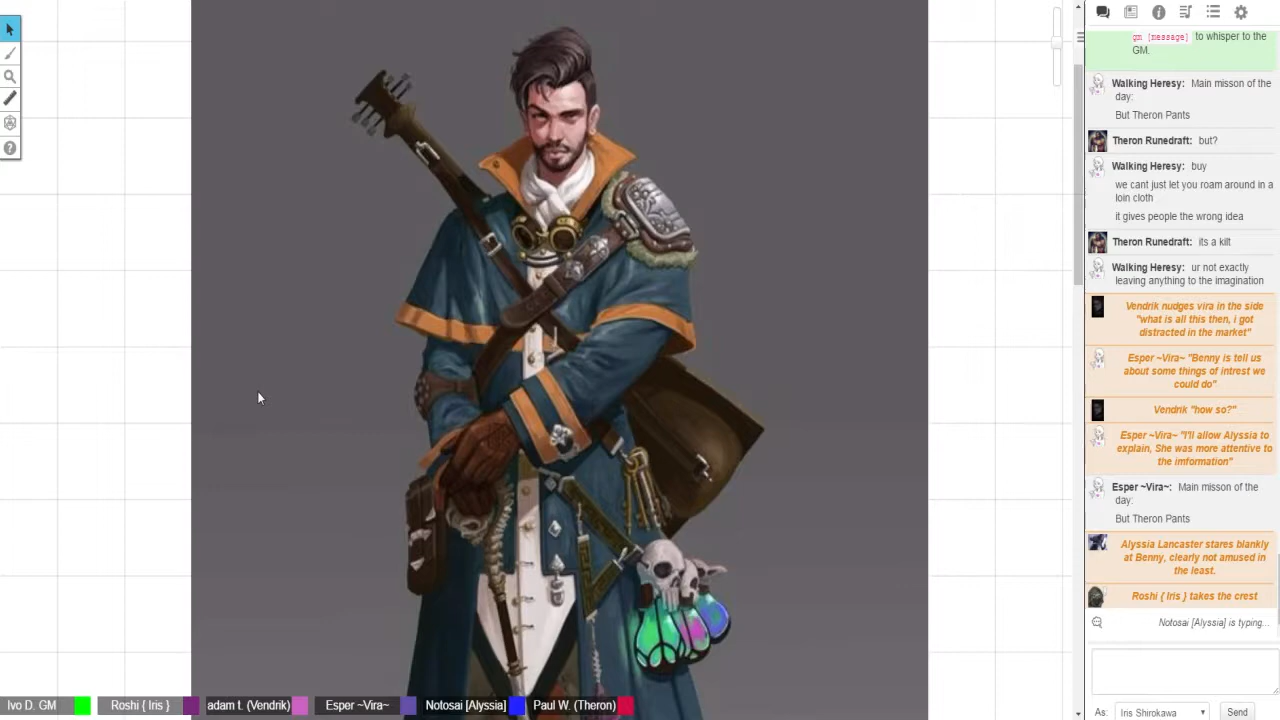 gm [message] to whisper to the
GM.
Walking Heresy: Main misson of the
day:
But Theron Pants
Theron Runedraft: but?
Walking Heresy: buy
we cant just let you roam around in a
loin cloth
it gives people the wrong idea
Theron Runedraft: its a kilt
Walking Heresy: ur not exactly
leaving anything to the imagination
Vendrik nudges vira in the side
"what is all this then, i got
distracted in the market"
Esper ~Vira~ "Benny is tell us
about some things of intrest we
could do"
Vendrik "how so?"
Esper ~Vira~ "I'll allow Alyssia to
explain, She was more attentive to
the imformation"
Esper ~Vira~: Main misson of the
day:
But Theron Pants
Alyssia Lancaster stares blankly
at Benny, clearly not amused in
the least.
Roshi { Iris } takes the crest
Notosai [Alyssia] is typing...
As: Iris Shirokawa Send
Ivo D. GM Roshi { Iris } adam t. (Vendrik) Esper ~Vira~ Notosai [Alyssia] Paul W. (Theron)